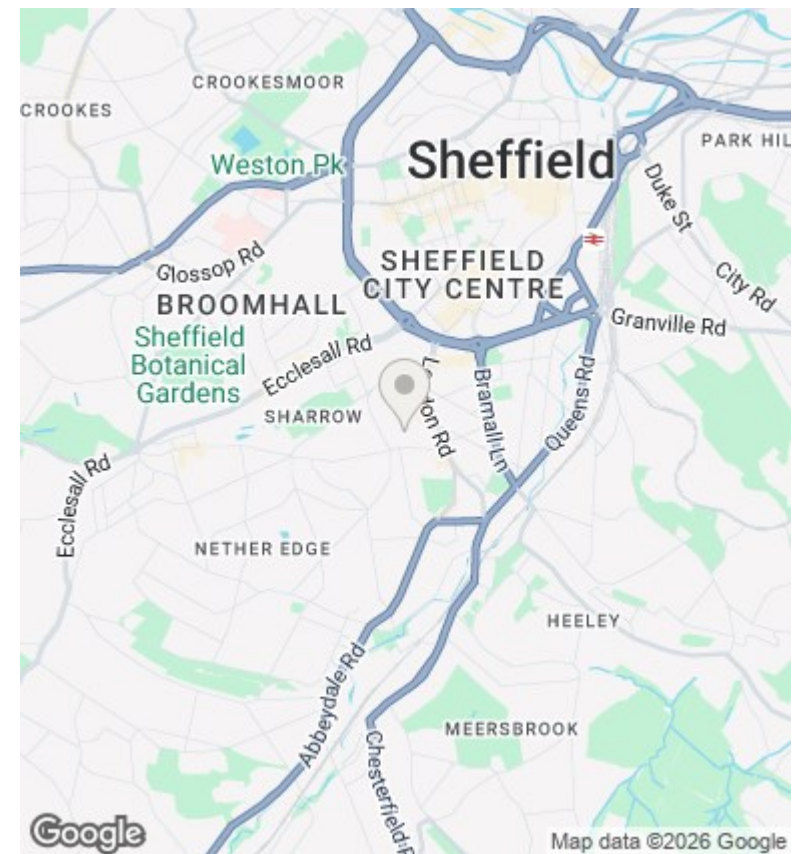 CROOKESMOOR
CROOKES
PARK HIL
Weston Pk
Sheffield
Duke St
Glossop Rd
SHEFFIELD
CITY CENTRE
City Rd
BROOMHALL
Granville Rd
Sheffield
Botanical
Gardens
Ecclesall Rd
London Rd
Bramall Ln
Queens Rd
SHARROW
Ecclesall Rd
NETHER EDGE
HEELEY
Abbeydale Rd
MEERSBROOK
Chesterfield R
Google
Map data ©2026 Google